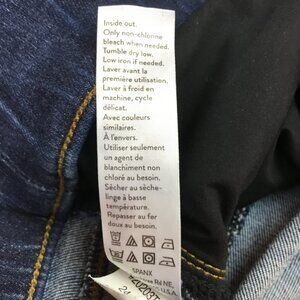 Inside out.
Only non-chlorine
bleach when needed.
Tumble dry low.
Low iron if needed.
Laver avant la
première utilisation.
Laver à froid en
machine, cycle
délicat.
Avec couleurs
similaires.
À l'envers.
Utiliser seulement
un agent de
blanchiment non
chloré au besoin.
Sécher au sèche-
linge à basse
température.
Repasser au fer
doux au besoin.
SPANX
NE,
U.S.A.